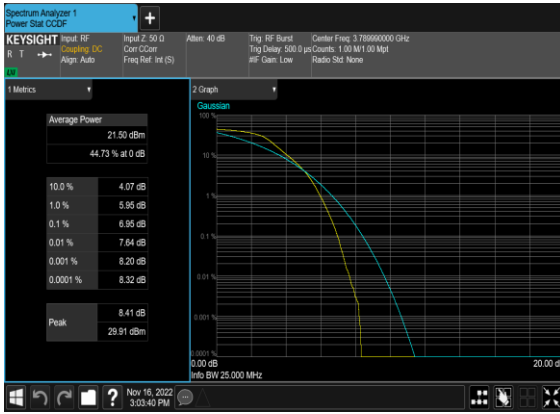 Spectrum Analyzer 1
Power Stat CCDF
+
KEYSIGHT
R T
LXI
Input: RF
Coupling: DC
Align: Auto
Input Z: 50 Ω
Corr CCorr
Freq Ref: Int (S)
Atten: 40 dB
Trig: RF Burst
Trig Delay: 500.0 µs
#IF Gain: Low
Center Freq: 3.789990000 GHz
Counts: 1.00 M/1.00 Mpt
Radio Std: None
1 Metrics
Average Power
21.50 dBm
44.73 % at 0 dB
10.0 % 4.07 dB
1.0 % 5.95 dB
0.1 % 6.95 dB
0.01 % 7.64 dB
0.001 % 8.20 dB
0.0001 % 8.32 dB
Peak
8.41 dB
29.91 dBm
2 Graph
Gaussian
100 %
10 %
1 %
0.1 %
0.01 %
0.001 %
0.0001 %
0.00 dB
20.00 d
Info BW 25.000 MHz
?
Nov 16, 2022
3:03:40 PM